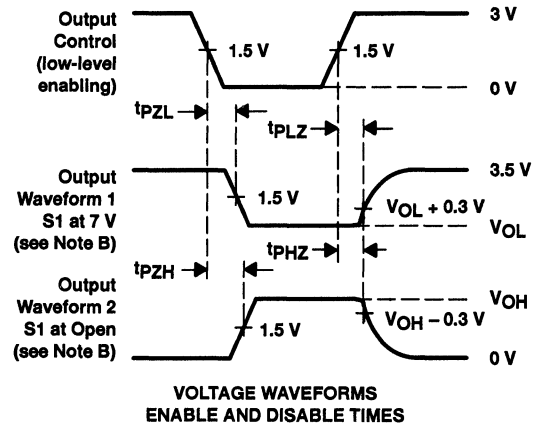 Output
Control
(low-level
enabling)
1.5 V
1.5 V
3 V
0 V
tPZL
tPLZ
Output
Waveform 1
S1 at 7 V
(see Note B)
1.5 V
3.5 V
VOL + 0.3 V
VOL
tPZH
tPHZ
Output
Waveform 2
S1 at Open
(see Note B)
1.5 V
VOH
VOH – 0.3 V
0 V
VOLTAGE WAVEFORMS
ENABLE AND DISABLE TIMES